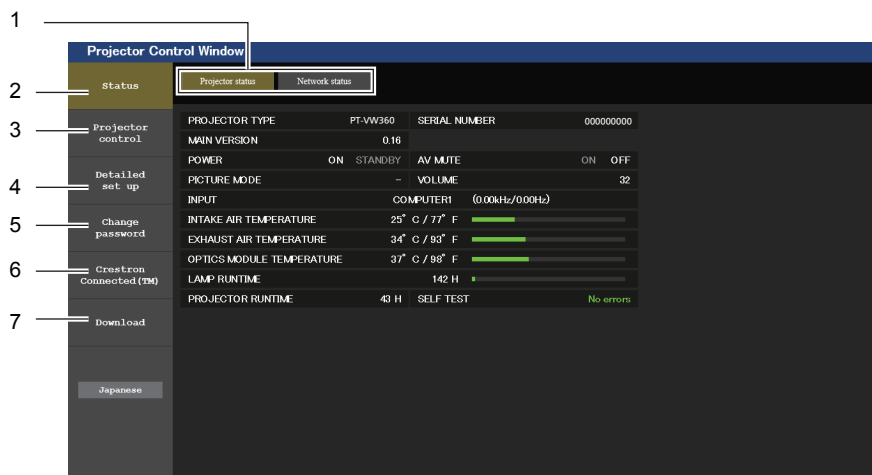 1
Projector Control Window
2
Status
Projector status Network status
3
Projector
control
4
Detailed
set up
5
Change
password
6
Crestron
Connected(TM)
7
Download
Japanese
PROJECTOR TYPE PT-VW360 SERIAL NUMBER 000000000
MAIN VERSION 0.16
POWER ON STANDBY AV MUTE ON OFF
PICTURE MODE – VOLUME 32
INPUT COMPUTER1 (0.00kHz/0.00Hz)
INTAKE AIR TEMPERATURE 25° C / 77° F
EXHAUST AIR TEMPERATURE 34° C / 93° F
OPTICS MODULE TEMPERATURE 37° C / 98° F
LAMP RUNTIME 142 H
PROJECTOR RUNTIME 43 H SELF TEST No errors